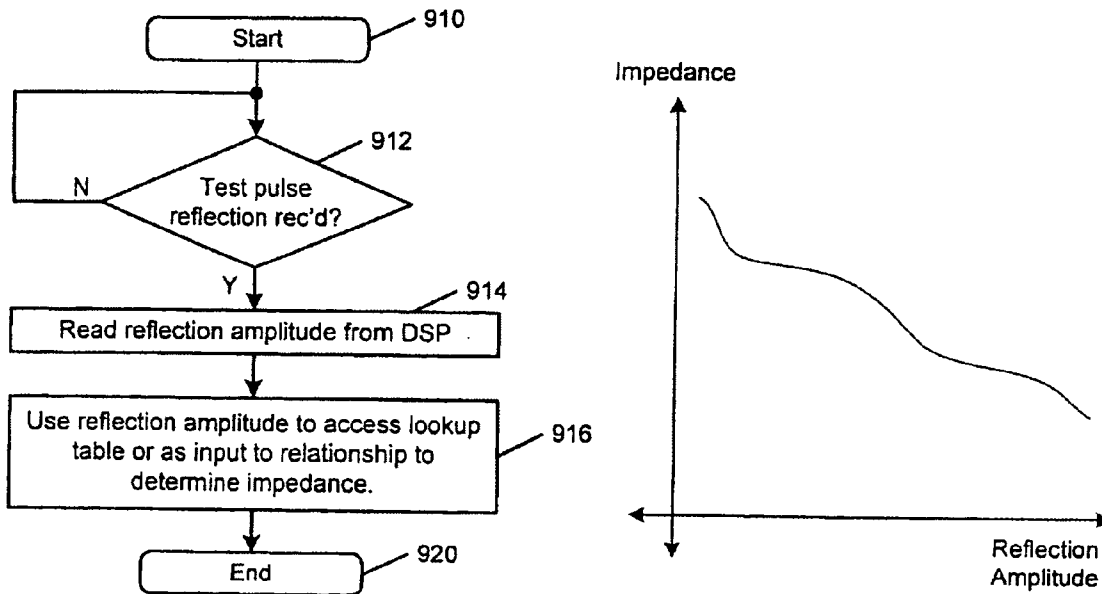 Start
910
912
N
Test pulse
reflection rec'd?
Y
914
Read reflection amplitude from DSP
Use reflection amplitude to access lookup
table or as input to relationship to
determine impedance.
916
End
920
Impedance
Reflection
Amplitude